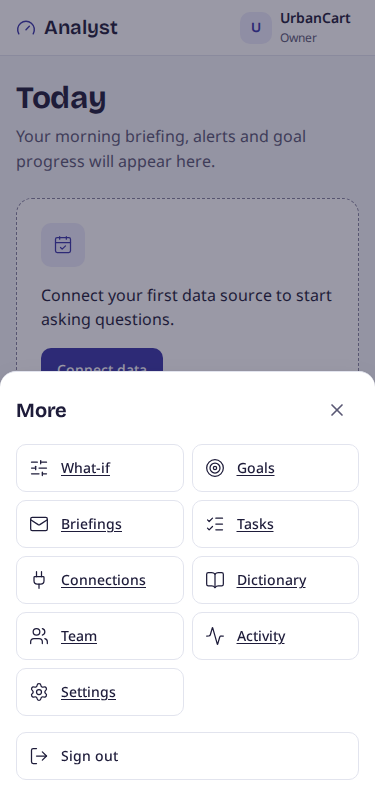 Analyst
U
UrbanCart
Owner
Today
Your morning briefing, alerts and goal
progress will appear here.
Connect your first data source to start
asking questions.
Connect data
More
What-if
Goals
Briefings
Tasks
Connections
Dictionary
Team
Activity
Settings
Sign out